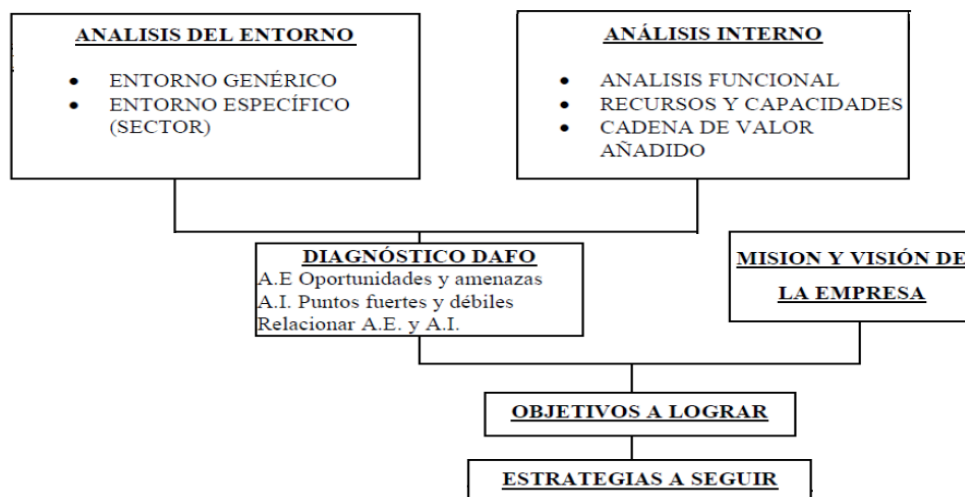 ANALISIS DEL ENTORNO
• ENTORNO GENÉRICO
• ENTORNO ESPECÍFICO
(SECTOR)
ANÁLISIS INTERNO
• ANALISIS FUNCIONAL
• RECURSOS Y CAPACIDADES
• CADENA DE VALOR
AÑADIDO
DIAGNÓSTICO DAFO
A.E Oportunidades y amenazas
A.I. Puntos fuertes y débiles
Relacionar A.E. y A.I.
MISION Y VISIÓN DE
LA EMPRESA
OBJETIVOS A LOGRAR
ESTRATEGIAS A SEGUIR